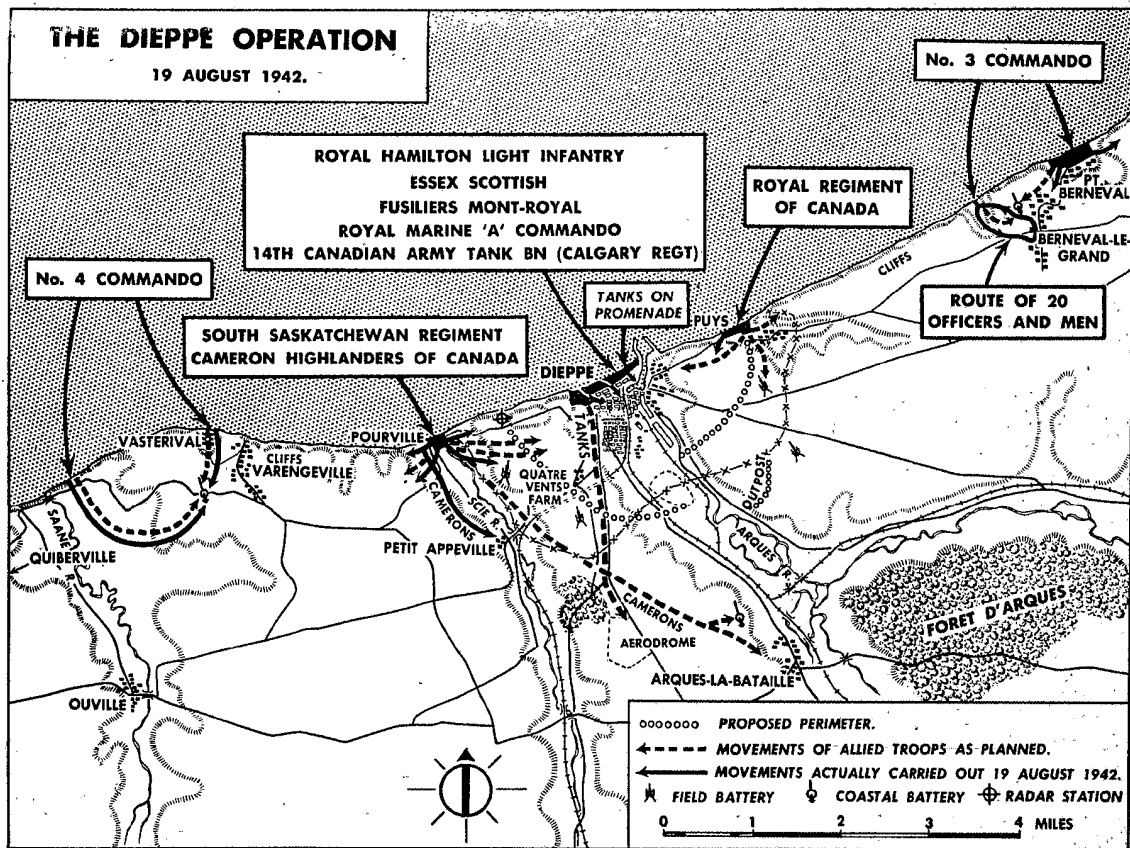 THE DIEPPE OPERATION
19 AUGUST 1942.
No. 3 COMMANDO
ROYAL HAMILTON LIGHT INFANTRY
ESSEX SCOTTISH
FUSILIERS MONT-ROYAL
ROYAL MARINE 'A' COMMANDO
14TH CANADIAN ARMY TANK BN (CALGARY REGT)
ROYAL REGIMENT
OF CANADA
PT.
BERNEVAL
BERNEVAL-LE-
GRAND
CLIFFS
No. 4 COMMANDO
TANKS ON
PROMENADE
ROUTE OF 20
OFFICERS AND MEN
SOUTH SASKATCHEWAN REGIMENT
CAMERON HIGHLANDERS OF CANADA
PUYS
DIEPPE
VASTERIVAL
CLIFFS
VARENGEVILLE
POURVILLE
TANKS
QUATRE
VENTS
FARM
OUTPOST
CAMERONS
SCIE R.
SAANE R.
QUIBERVILLE
PETIT APPEVILLE
ARQUES R.
FORET D'ARQUES
CAMERONS
AERODROME
ARQUES-LA-BATAILLE
OUVILLE
PROPOSED PERIMETER.
MOVEMENTS OF ALLIED TROOPS AS PLANNED.
MOVEMENTS ACTUALLY CARRIED OUT 19 AUGUST 1942.
FIELD BATTERY COASTAL BATTERY RADAR STATION
0 1 2 3 4 MILES